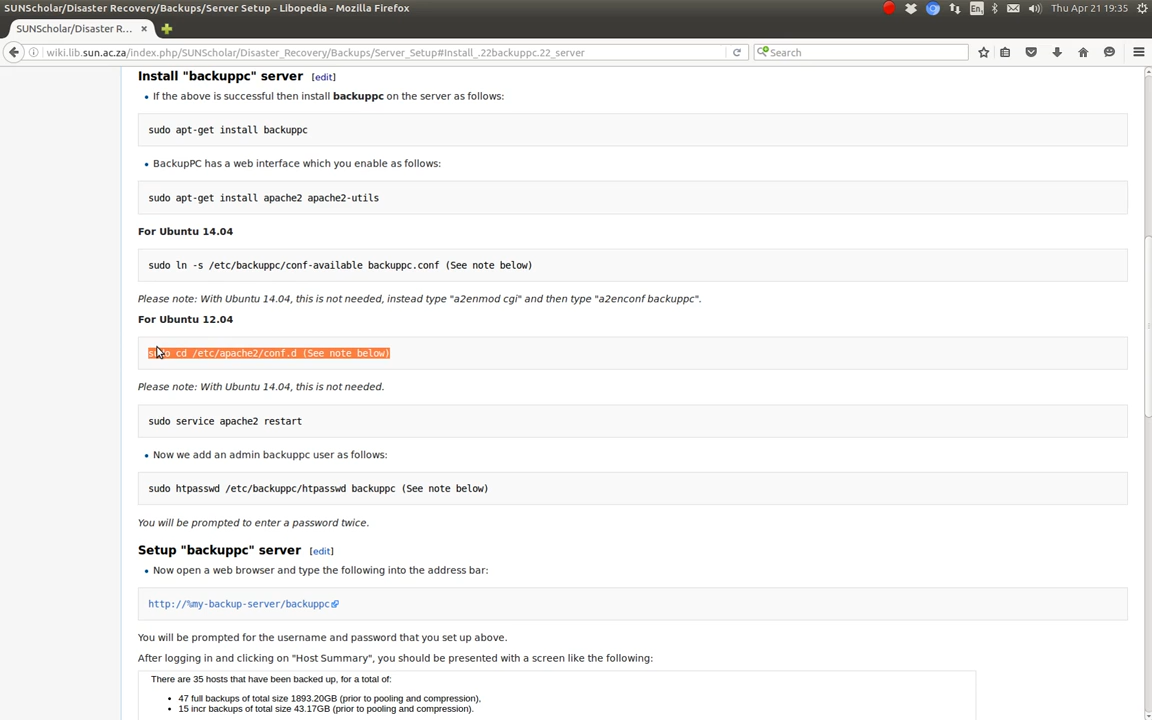 SUNScholar/Disaster Recovery/Backups/Server Setup - Libopedia - Mozilla Firefox
En
Thu Apr 21 19:35
SUNScholar/Disaster R...
wiki.lib.sun.ac.za/index.php/SUNScholar/Disaster_Recovery/Backups/Server_Setup#Install_.22backuppc.22_server
Search
Install "backuppc" server [edit]
If the above is successful then install backuppc on the server as follows:
sudo apt-get install backuppc
BackupPC has a web interface which you enable as follows:
sudo apt-get install apache2 apache2-utils
For Ubuntu 14.04
sudo ln -s /etc/backuppc/conf-available backuppc.conf (See note below)
Please note: With Ubuntu 14.04, this is not needed, instead type "a2enmod cgi" and then type "a2enconf backuppc".
For Ubuntu 12.04
sudo cd /etc/apache2/conf.d (See note below)
Please note: With Ubuntu 14.04, this is not needed.
sudo service apache2 restart
Now we add an admin backuppc user as follows:
sudo htpasswd /etc/backuppc/htpasswd backuppc (See note below)
You will be prompted to enter a password twice.
Setup "backuppc" server [edit]
Now open a web browser and type the following into the address bar:
http://%my-backup-server/backuppc
You will be prompted for the username and password that you set up above.
After logging in and clicking on "Host Summary", you should be presented with a screen like the following:
There are 35 hosts that have been backed up, for a total of:
47 full backups of total size 1893.20GB (prior to pooling and compression),
15 incr backups of total size 43.17GB (prior to pooling and compression).